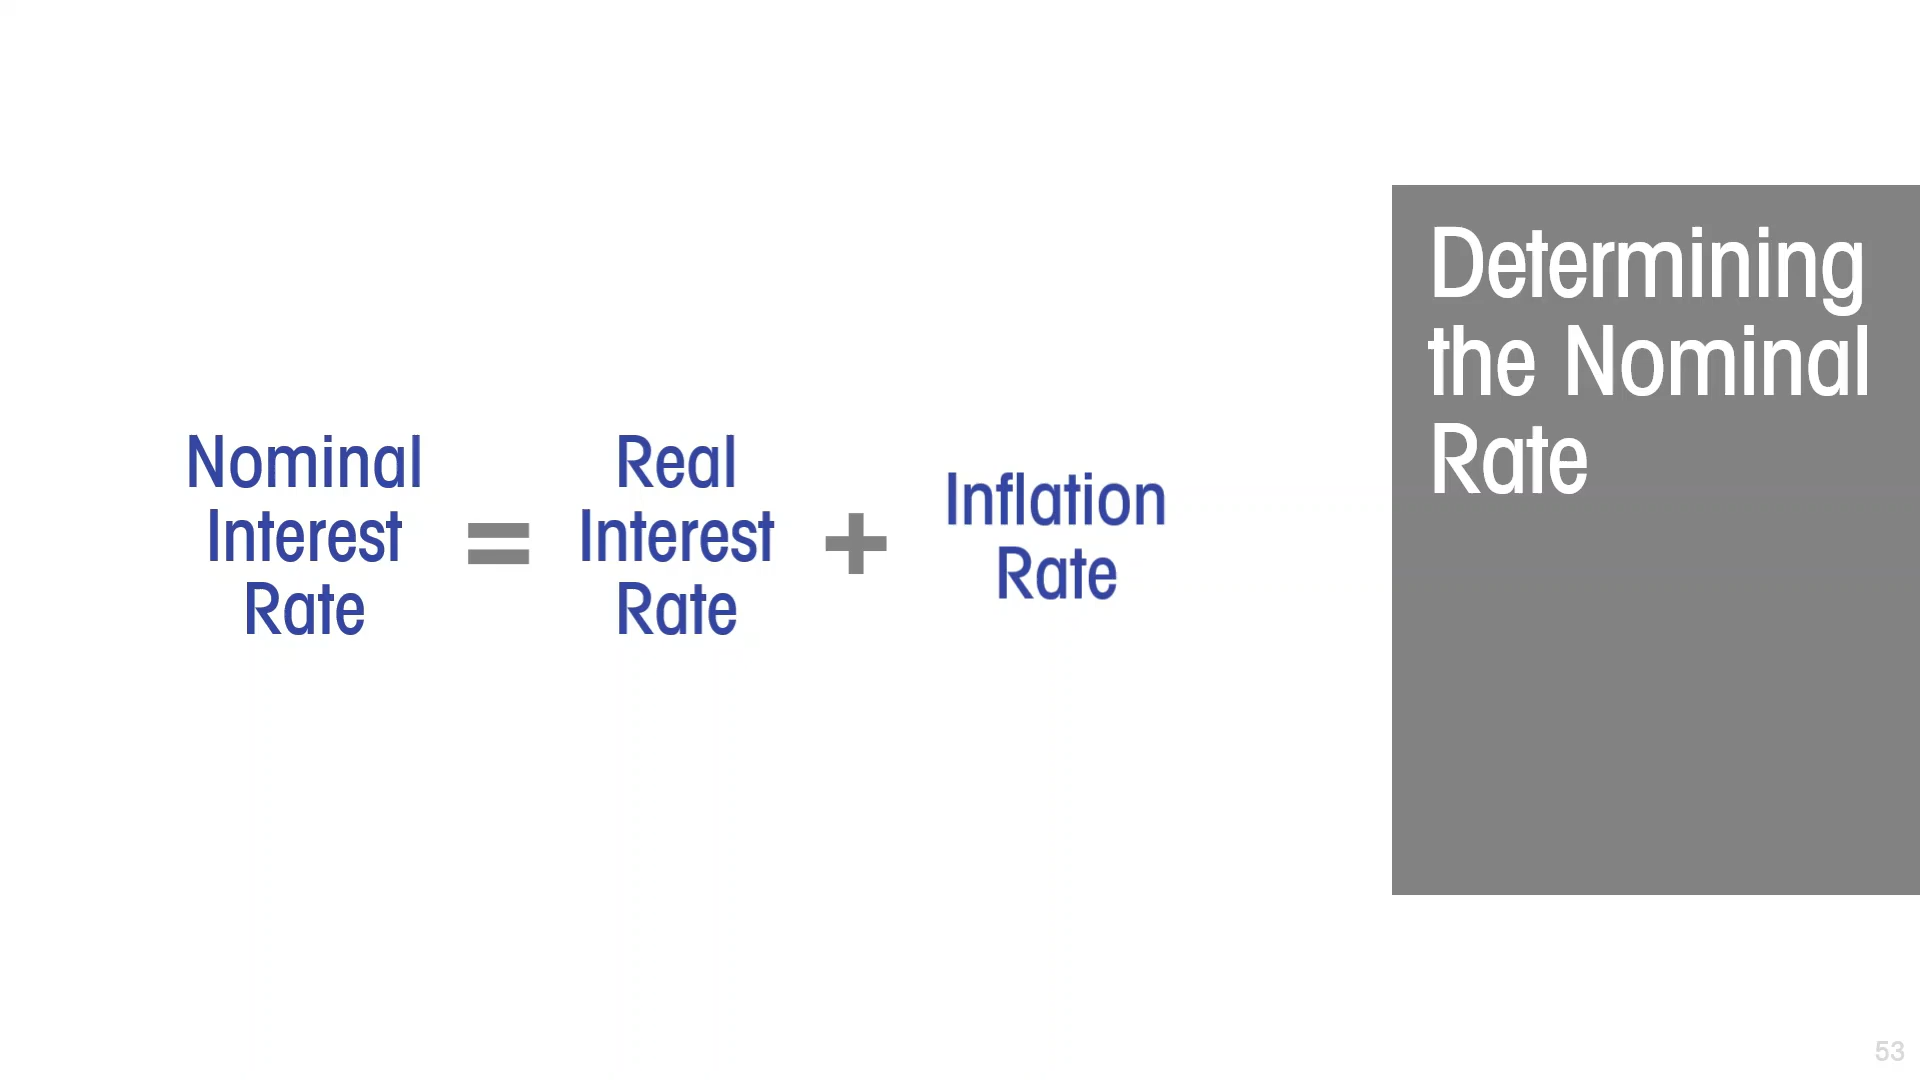 Determining
the Nominal
Rate
Nominal
Interest
Rate
=
Real
Interest
Rate
+
Inflation
Rate
53